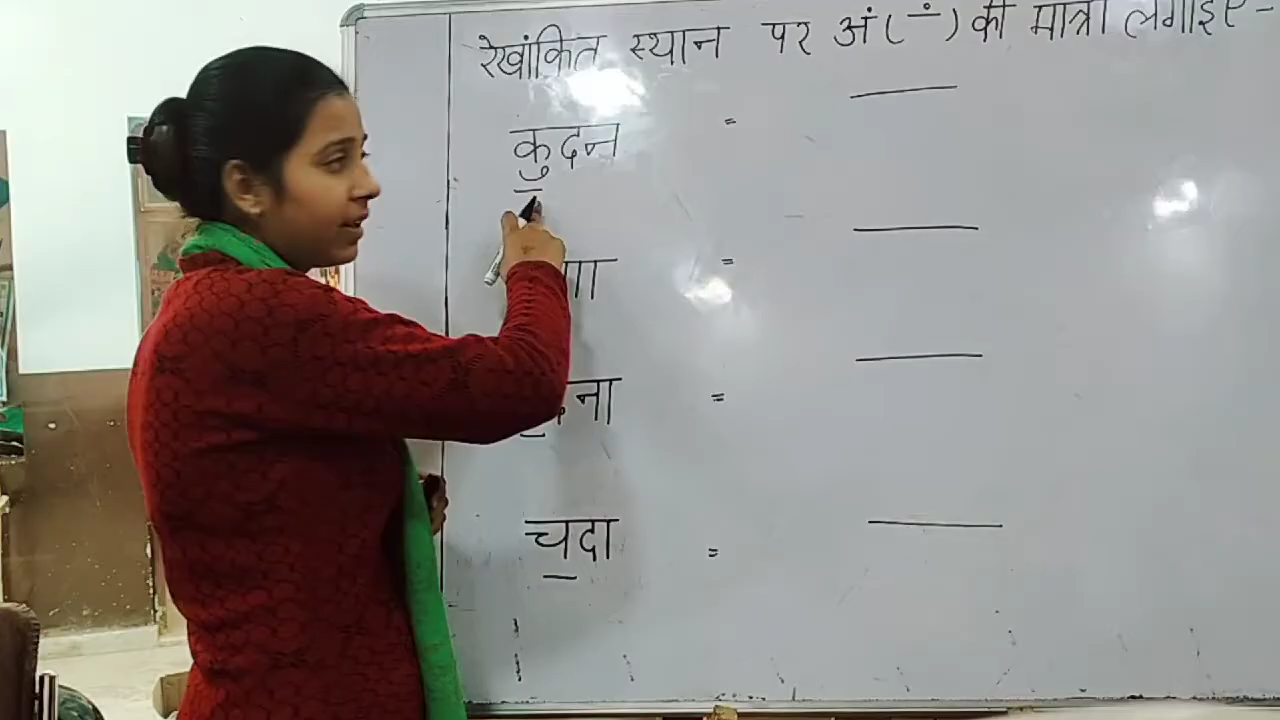 रेखांकित स्थान पर अं ( ं ) की मात्रा लगाइए -
कुदन =
=
=
चदा =